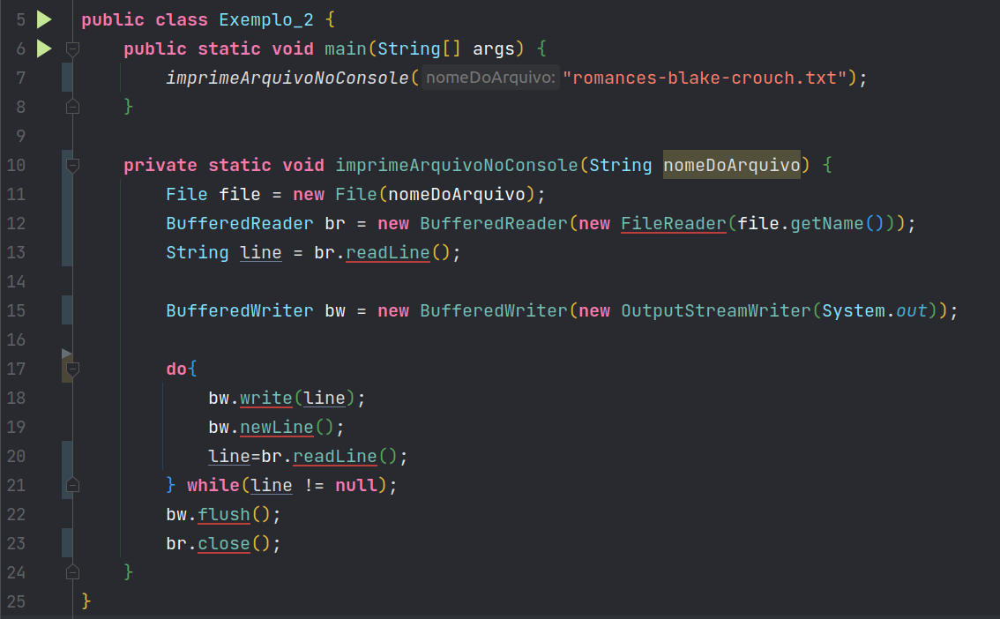 5 public class Exemplo_2 {
6 public static void main(String[] args) {
7 imprimeArquivoNoConsole( nomeDoArquivo: "romances-blake-crouch.txt");
8 }
9
10 private static void imprimeArquivoNoConsole(String nomeDoArquivo) {
11 File file = new File(nomeDoArquivo);
12 BufferedReader br = new BufferedReader(new FileReader(file.getName()));
13 String line = br.readLine();
14
15 BufferedWriter bw = new BufferedWriter(new OutputStreamWriter(System.out));
16
17 do{
18 bw.write(line);
19 bw.newLine();
20 line=br.readLine();
21 } while(line != null);
22 bw.flush();
23 br.close();
24 }
25 }